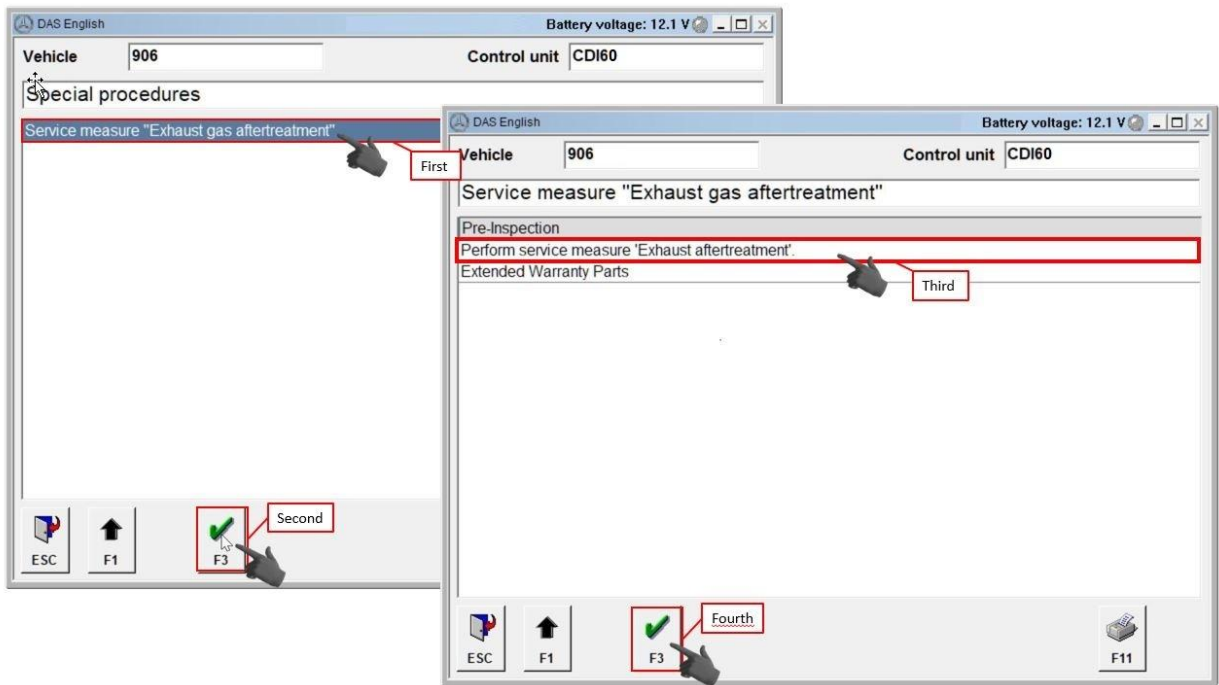 DAS English
Battery voltage: 12.1 V
Vehicle 906 Control unit CDI60
Special procedures
Service measure "Exhaust gas aftertreatment"
First
Second
ESC F1 F3
DAS English
Battery voltage: 12.1 V
Vehicle 906 Control unit CDI60
Service measure "Exhaust gas aftertreatment"
Pre-Inspection
Perform service measure 'Exhaust aftertreatment'.
Extended Warranty Parts
Third
Fourth
ESC F1 F3 F11